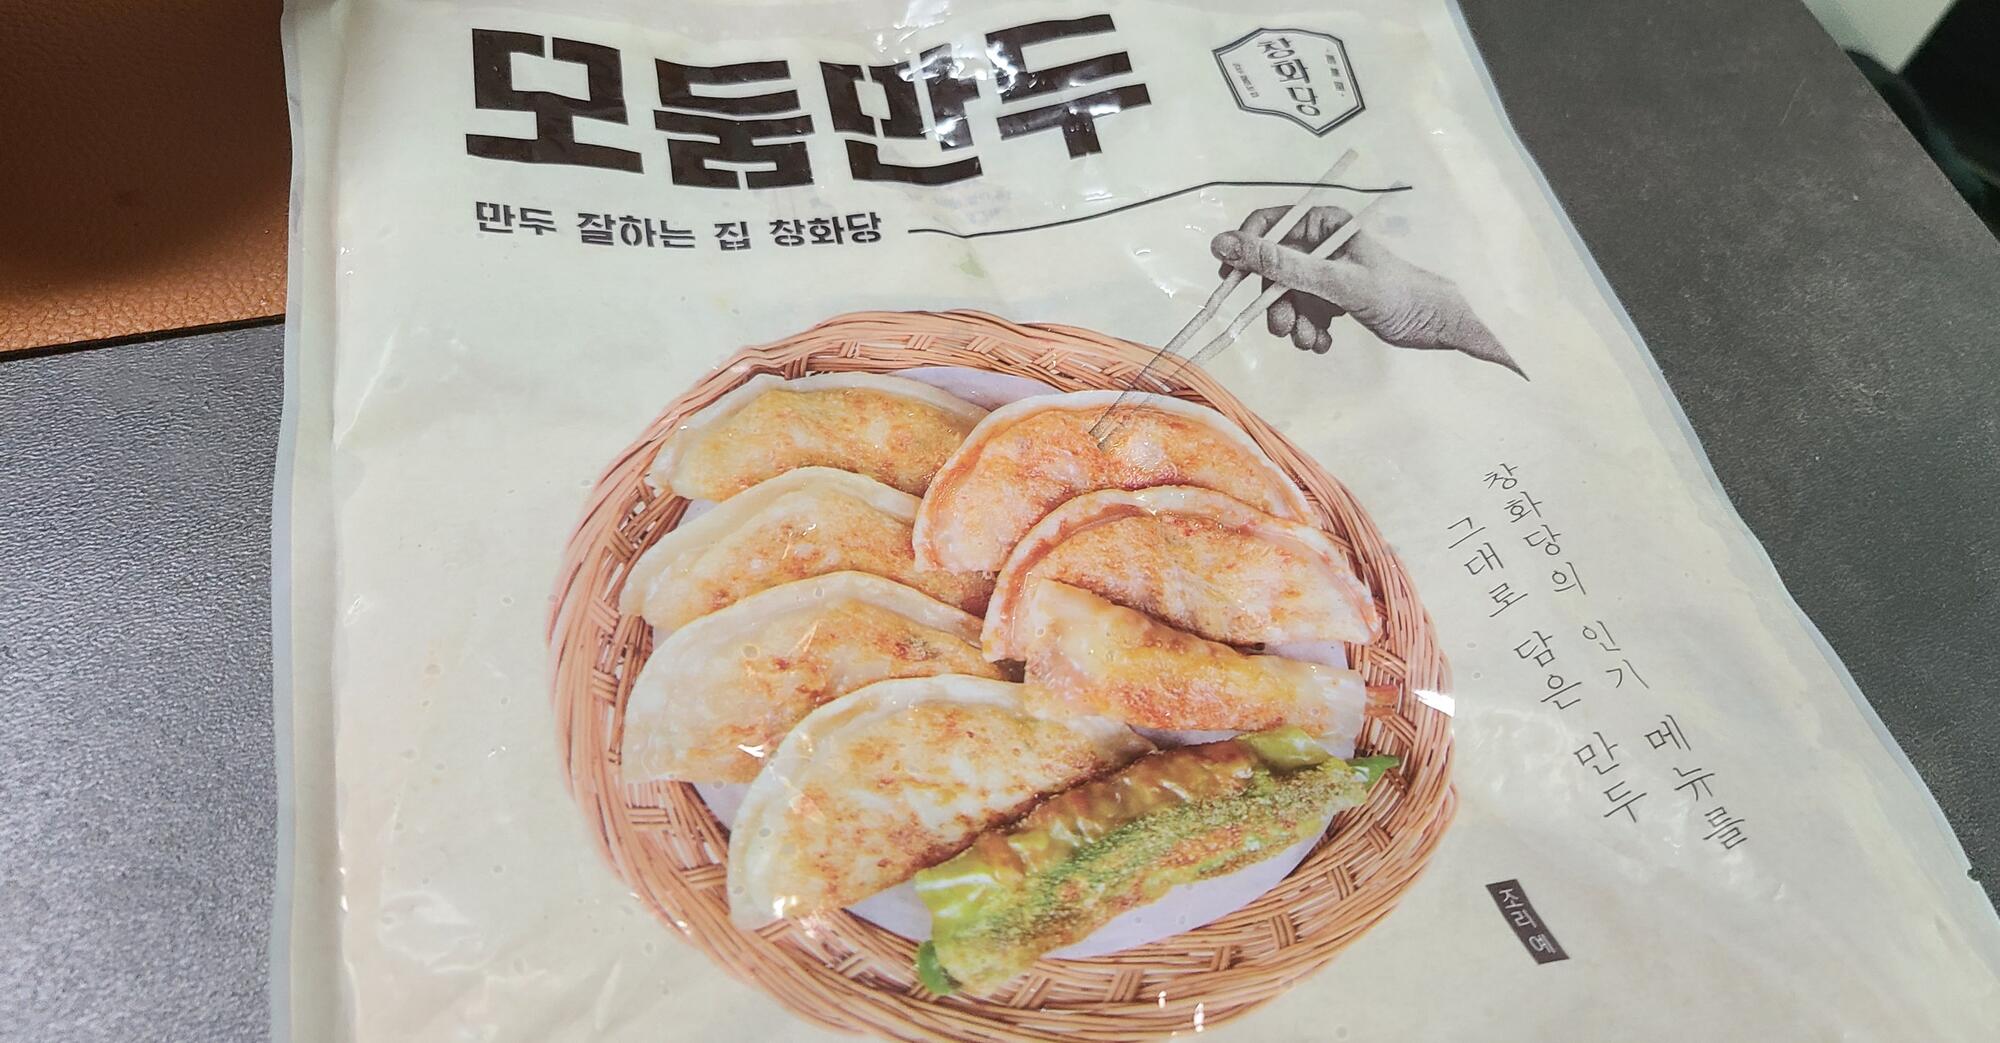 모둠만두
창화당
만두 잘하는 집 창화당
창화당의 인기 메뉴를
그대로 담은 만두
조리예